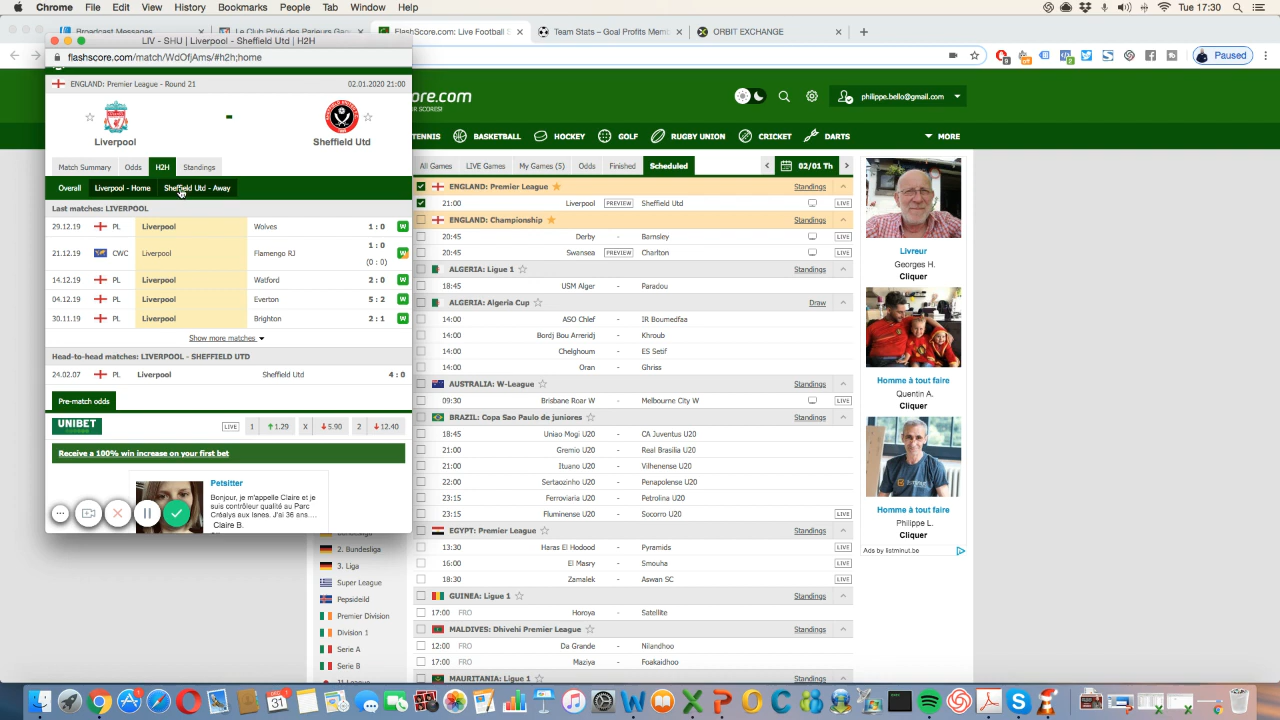 Chrome File Edit View History Bookmarks People Tab Window Help Tue 17:30
Broadcast Messages Le Club Privé des Parieurs Ga FlashScore.com: Live Football S Team Stats – Goal Profits Mem ORBIT EXCHANGE
LIV - SHU | Liverpool - Sheffield Utd | H2H
flashscore.com/match/WdOfjAms/#h2h;home
Paused
ENGLAND: Premier League - Round 21 02.01.2020 21:00
Liverpool
-
Sheffield Utd
Match Summary Odds H2H Standings
Overall Liverpool - Home Sheffield Utd - Away
Last matches: LIVERPOOL
29.12.19 PL Liverpool Wolves 1 : 0 W
21.12.19 CWC Liverpool Flamengo RJ 1 : 0 (0 : 0) W
14.12.19 PL Liverpool Watford 2 : 0 W
04.12.19 PL Liverpool Everton 5 : 2 W
30.11.19 PL Liverpool Brighton 2 : 1 W
Show more matches
Head-to-head matches: LIVERPOOL - SHEFFIELD UTD
24.02.07 PL Liverpool Sheffield Utd 4 : 0
Pre-match odds
UNIBET LIVE 1 1.29 X 5.90 2 12.40
Receive a 100% win increase on your first bet
Petsitter
Bonjour, je m'appelle Claire et je
suis contrôleur qualité au Parc
Créalys aux Isnes. J'ai 36 ans....
Claire B.
ore.com
R SCORES!
philippe.bello@gmail.com
TENNIS BASKETBALL HOCKEY GOLF RUGBY UNION CRICKET DARTS MORE
All Games LIVE Games My Games (5) Odds Finished Scheduled 02/01 Th
ENGLAND: Premier League Standings
21:00 Liverpool PREVIEW Sheffield Utd LIVE
ENGLAND: Championship Standings
20:45 Derby - Barnsley LIVE
20:45 Swansea PREVIEW Charlton LIVE
ALGERIA: Ligue 1 Standings
18:45 USM Alger - Paradou
ALGERIA: Algeria Cup Draw
14:00 ASO Chlef - IR Boumedfaa
14:00 Bordj Bou Arreridj - Khroub
14:00 Chelghoum - ES Setif
14:00 Oran - Ghriss
AUSTRALIA: W-League Standings
09:30 Brisbane Roar W - Melbourne City W LIVE
BRAZIL: Copa Sao Paulo de juniores Standings
18:45 Uniao Mogi U20 - CA Juventus U20
21:00 Gremio U20 - Real Brasilia U20
21:00 Ituano U20 - Vilhenense U20
22:00 Sertaozinho U20 - Penapolense U20
23:15 Ferroviaria U20 - Petrolina U20
23:15 Fluminense U20 - Socorro U20 LIVE
EGYPT: Premier League Standings
13:30 Haras El Hodood - Pyramids LIVE
16:00 El Masry - Smouha LIVE
18:30 Zamalek - Aswan SC LIVE
GUINEA: Ligue 1 Standings
17:00 FRO Horoya - Satellite
MALDIVES: Dhivehi Premier League Standings
12:00 FRO Da Grande - Nilandhoo
17:00 FRO Maziya - Foakaidhoo
MAURITANIA: Ligue 1 Standings
2. Bundesliga
3. Liga
Super League
Pepsideild
Premier Division
Division 1
Serie A
Serie B
Livreur
Georges H.
Cliquer
Homme à tout faire
Quentin A.
Cliquer
Homme à tout faire
Philippe L.
Cliquer
Ads by listminut.be